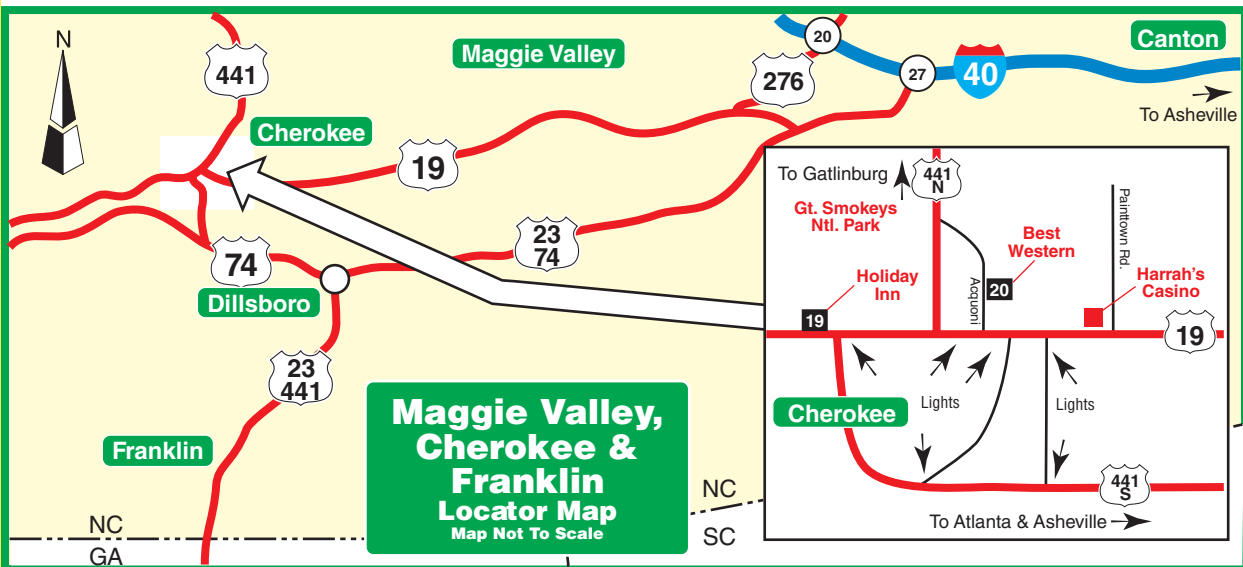 N
441
Maggie Valley
20
Canton
276
27
40
To Asheville
Cherokee
19
23
74
74
Dillsboro
23
441
Franklin
Maggie Valley,
Cherokee &
Franklin
Locator Map
Map Not To Scale
NC
GA
NC
SC
To Gatlinburg
441
N
Gt. Smokeys
Ntl. Park
Painttown Rd.
Best
Western
20
Acquoni
Holiday
Inn
19
Harrah's
Casino
19
Cherokee
Lights
Lights
441
S
To Atlanta & Asheville